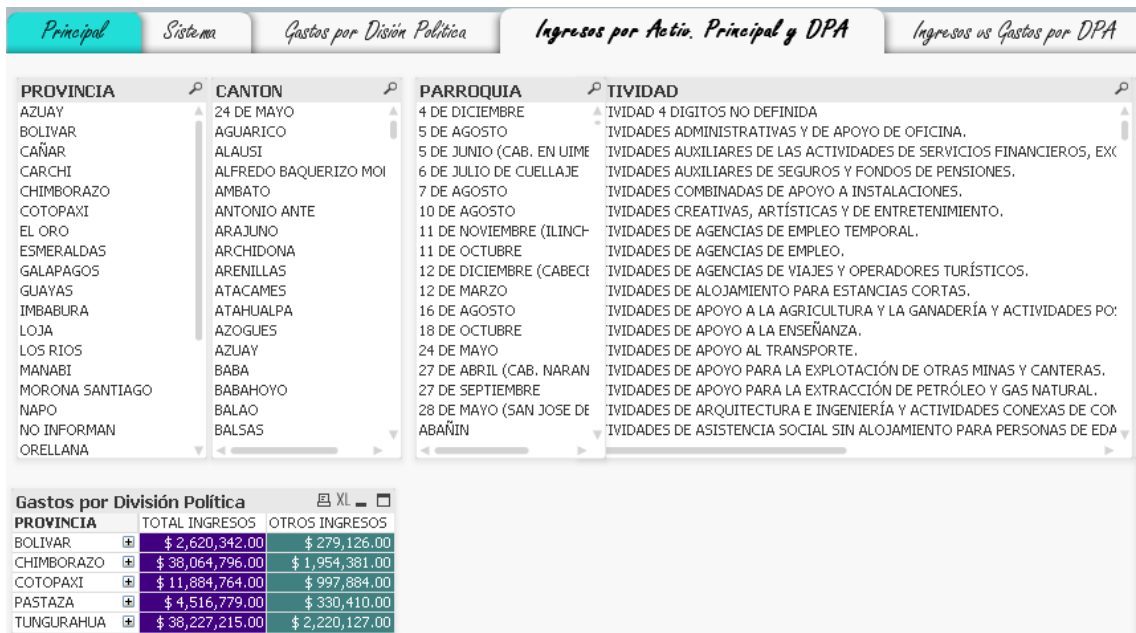 Principal Sistema Gastos por Disión Política Ingresos por Activ. Principal y DPA Ingresos vs Gastos por DPA
PROVINCIA
AZUAY
BOLIVAR
CAÑAR
CARCHI
CHIMBORAZO
COTOPAXI
EL ORO
ESMERALDAS
GALAPAGOS
GUAYAS
IMBABURA
LOJA
LOS RIOS
MANABI
MORONA SANTIAGO
NAPO
NO INFORMAN
ORELLANA
CANTON
24 DE MAYO
AGUARICO
ALAUSI
ALFREDO BAQUERIZO MOI
AMBATO
ANTONIO ANTE
ARAJUNO
ARCHIDONA
ARENILLAS
ATACAMES
ATAHUALPA
AZOGUES
AZUAY
BABA
BABAHOYO
BALAO
BALSAS
PARROQUIA
4 DE DICIEMBRE
5 DE AGOSTO
5 DE JUNIO (CAB. EN UIME
6 DE JULIO DE CUELLAJE
7 DE AGOSTO
10 DE AGOSTO
11 DE NOVIEMBRE (ILINCH
11 DE OCTUBRE
12 DE DICIEMBRE (CABECE
12 DE MARZO
16 DE AGOSTO
18 DE OCTUBRE
24 DE MAYO
27 DE ABRIL (CAB. NARAN
27 DE SEPTIEMBRE
28 DE MAYO (SAN JOSE DE
ABAÑIN
TIVIDAD
TIVIDAD 4 DIGITOS NO DEFINIDA
TIVIDADES ADMINISTRATIVAS Y DE APOYO DE OFICINA.
TIVIDADES AUXILIARES DE LAS ACTIVIDADES DE SERVICIOS FINANCIEROS, EXC
TIVIDADES AUXILIARES DE SEGUROS Y FONDOS DE PENSIONES.
TIVIDADES COMBINADAS DE APOYO A INSTALACIONES.
TIVIDADES CREATIVAS, ARTÍSTICAS Y DE ENTRETENIMIENTO.
TIVIDADES DE AGENCIAS DE EMPLEO TEMPORAL.
TIVIDADES DE AGENCIAS DE EMPLEO.
TIVIDADES DE AGENCIAS DE VIAJES Y OPERADORES TURÍSTICOS.
TIVIDADES DE ALOJAMIENTO PARA ESTANCIAS CORTAS.
TIVIDADES DE APOYO A LA AGRICULTURA Y LA GANADERÍA Y ACTIVIDADES POS
TIVIDADES DE APOYO A LA ENSEÑANZA.
TIVIDADES DE APOYO AL TRANSPORTE.
TIVIDADES DE APOYO PARA LA EXPLOTACIÓN DE OTRAS MINAS Y CANTERAS.
TIVIDADES DE APOYO PARA LA EXTRACCIÓN DE PETRÓLEO Y GAS NATURAL.
TIVIDADES DE ARQUITECTURA E INGENIERÍA Y ACTIVIDADES CONEXAS DE CON
TIVIDADES DE ASISTENCIA SOCIAL SIN ALOJAMIENTO PARA PERSONAS DE EDA
Gastos por División Política XL
PROVINCIA TOTAL INGRESOS OTROS INGRESOS
BOLIVAR $ 2,620,342.00 $ 279,126.00
CHIMBORAZO $ 38,064,796.00 $ 1,954,381.00
COTOPAXI $ 11,884,764.00 $ 997,884.00
PASTAZA $ 4,516,779.00 $ 330,410.00
TUNGURAHUA $ 38,227,215.00 $ 2,220,127.00